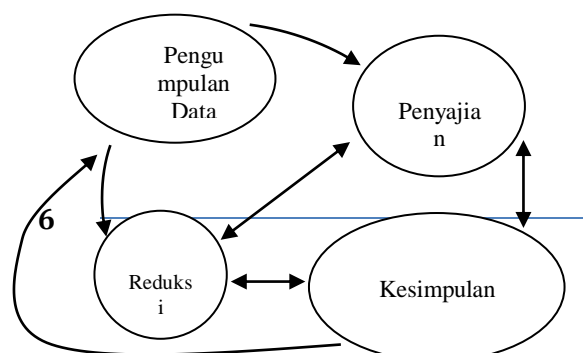 Pengu
mpulan
Data
Penyajia
n
6
Reduks
i
Kesimpulan